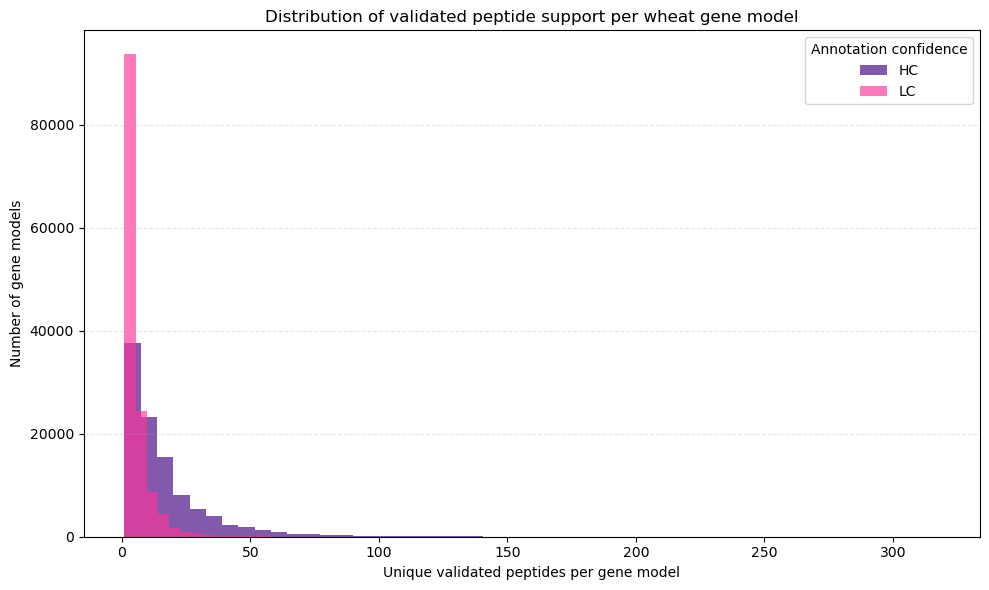 Distribution of validated peptide support per wheat gene model
Annotation confidence
HC
LC
Number of gene models
80000
60000
40000
20000
0
0 50 100 150 200 250 300
Unique validated peptides per gene model